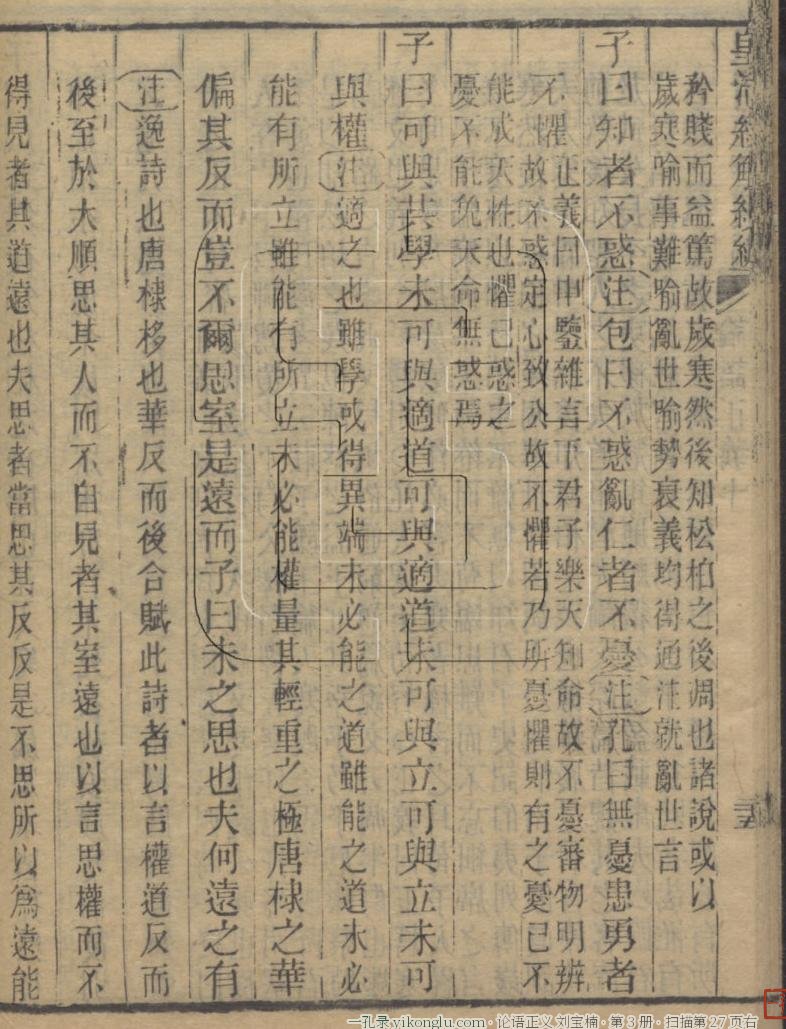 皇清經解續編
矜賤而益篤故歲寒然後知松柏之後凋也諸說或以
歲寒喻事難喻亂世喻勢衰義均得通注就亂世言
子曰知者不惑注包曰不惑亂仁者不憂注孔曰無憂患勇者
不懼正義曰申鑒雜言下君子樂天知命故不憂審物明辨
故不惑定心致公故不懼若乃所憂懼則有之憂己不
能成天性也懼己惑之
憂不能免天命無惑焉
子曰可與共學未可與適道可與適道未可與立可與立未可
與權注適之也雖學或得異端未必能之道雖能之道未必
能有所立雖能有所立未必能權量其輕重之極唐棣之華
偏其反而豈不爾思室是遠而子曰未之思也夫何遠之有
注逸詩也唐棣栘也華反而後合賦此詩者以言權道反而
後至於大順思其人而不自見者其室遠也以言思權而不
得見者其道遠也夫思者當思其反反是不思所以爲遠能
一孔录yikonglu.com · 论语正义 刘宝楠 · 第3册 · 扫描第27页右